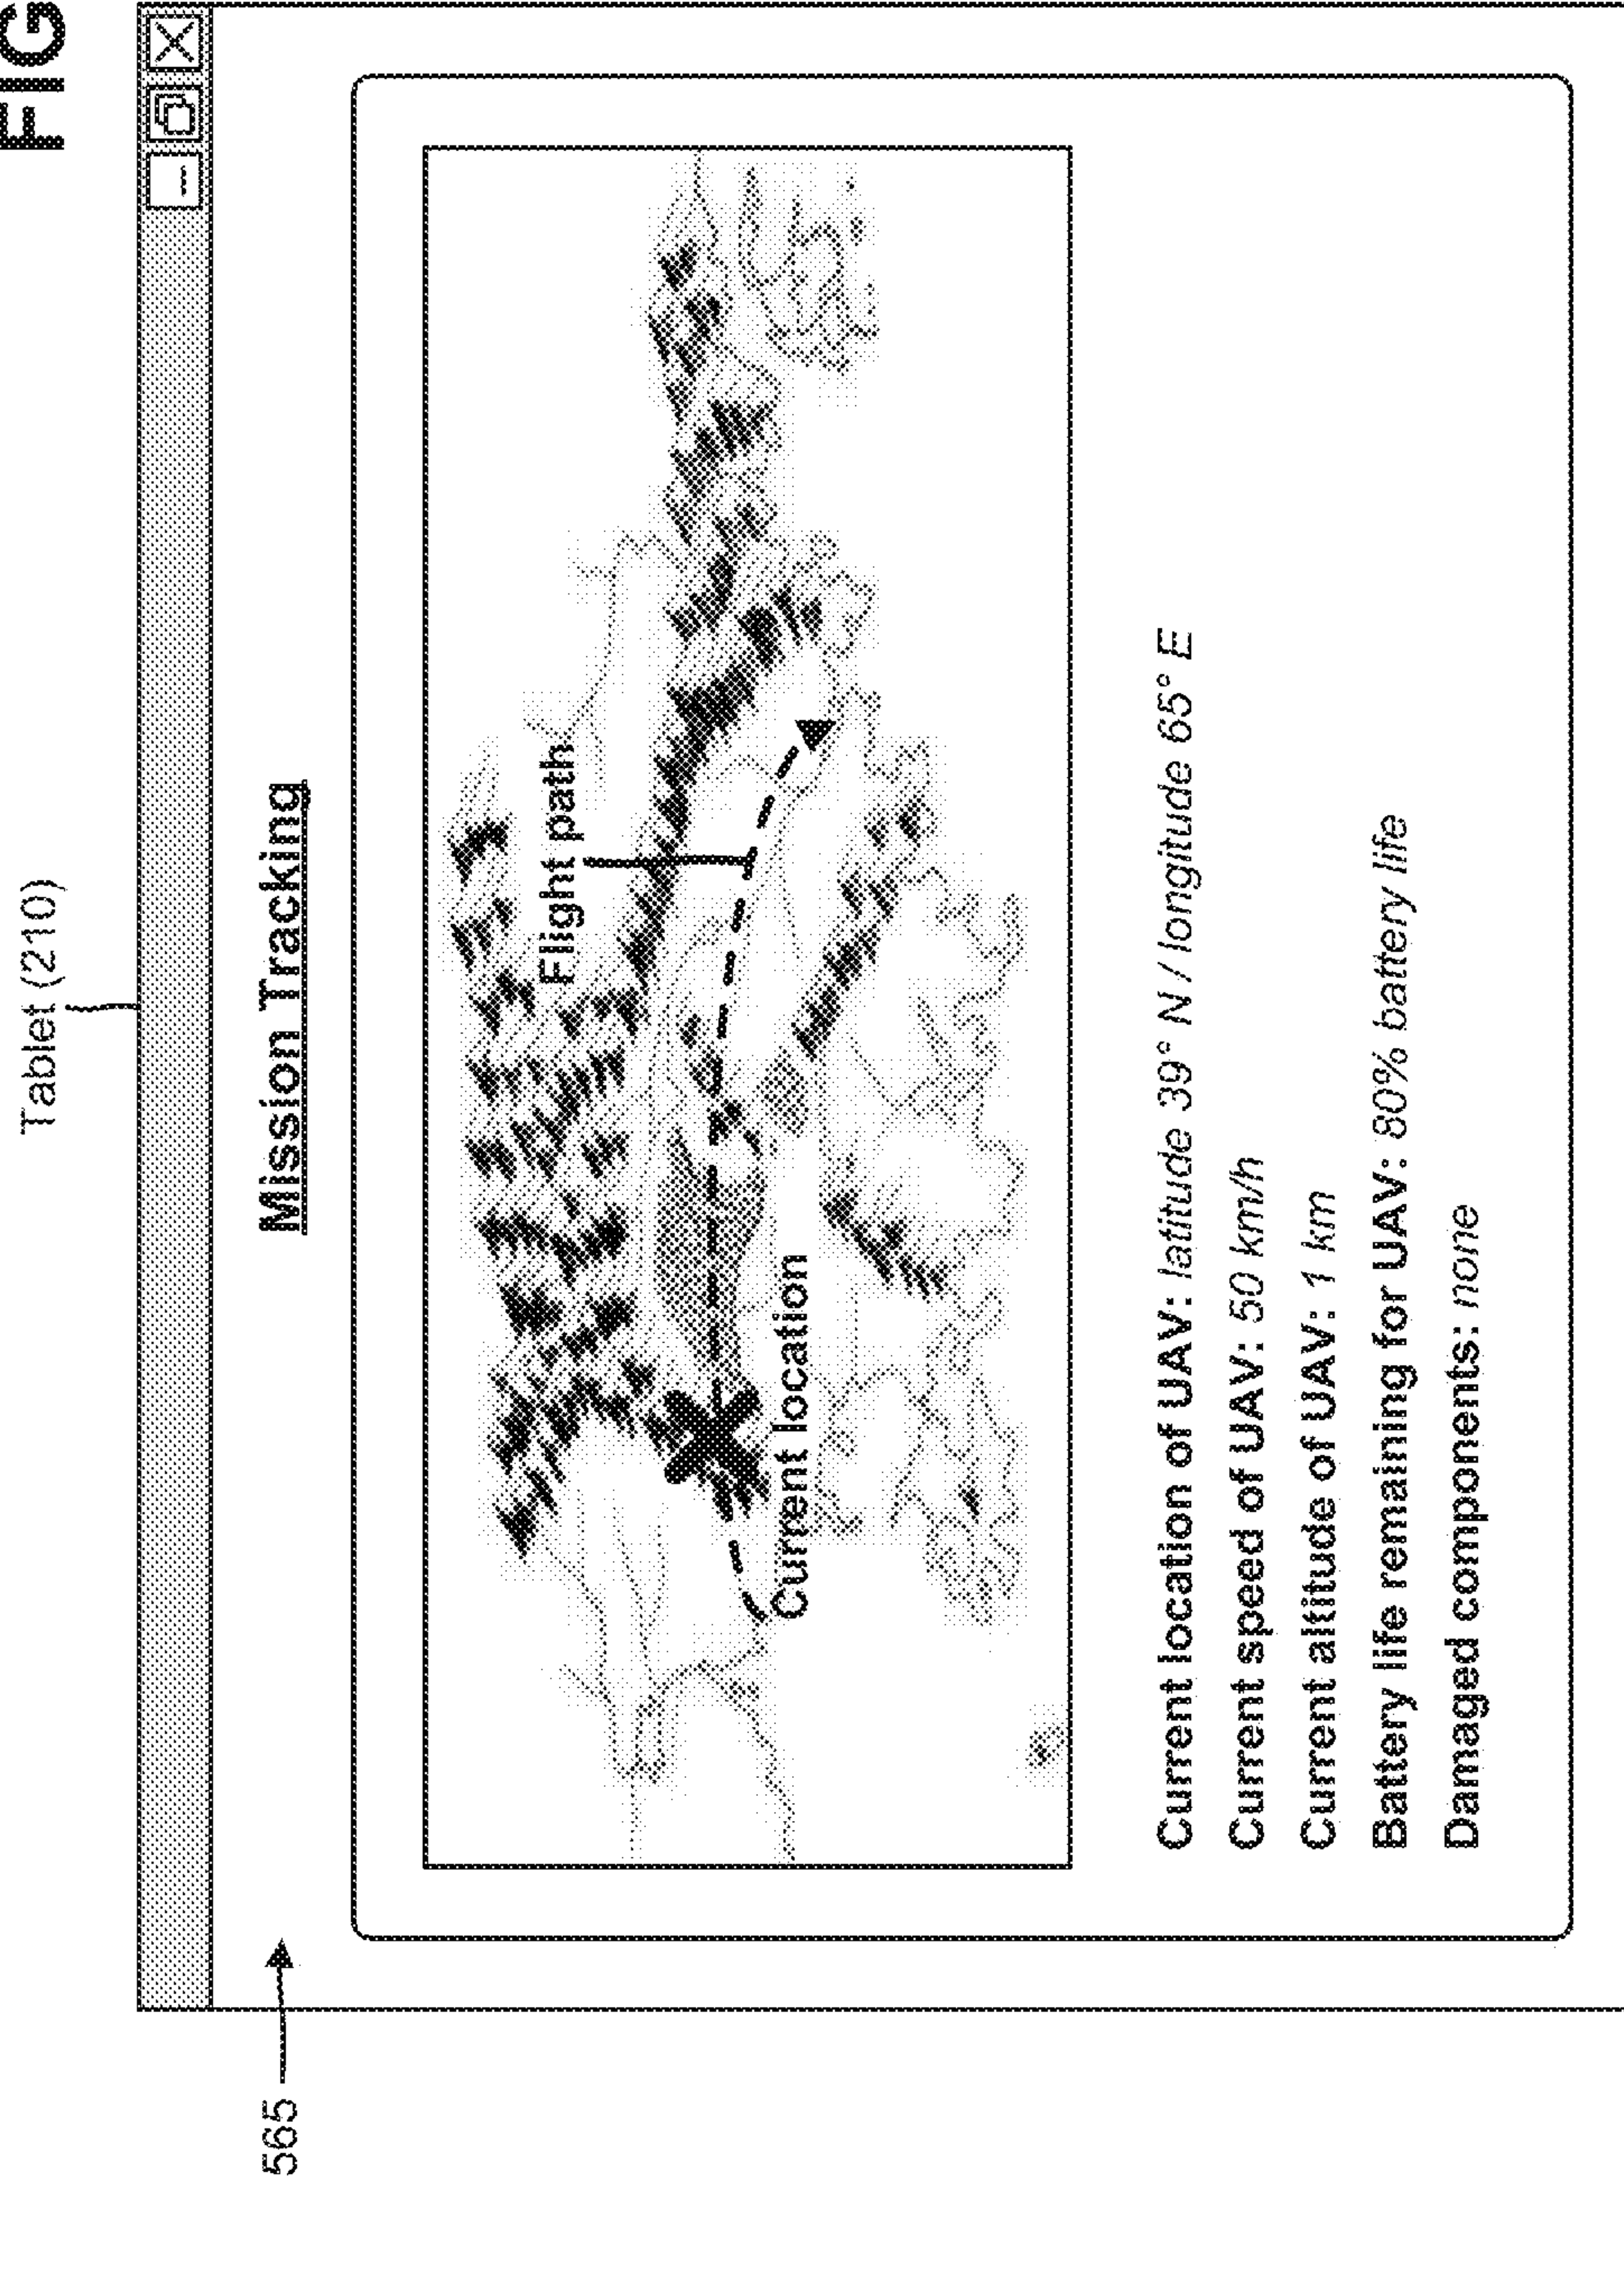 FIG
Tablet (210)
565
Mission Tracking
Flight path
Current location
Current location of UAV: latitude 39° N / longitude 65° E
Current speed of UAV: 50 km/h
Current altitude of UAV: 1 km
Battery life remaining for UAV: 80% battery life
Damaged components: none